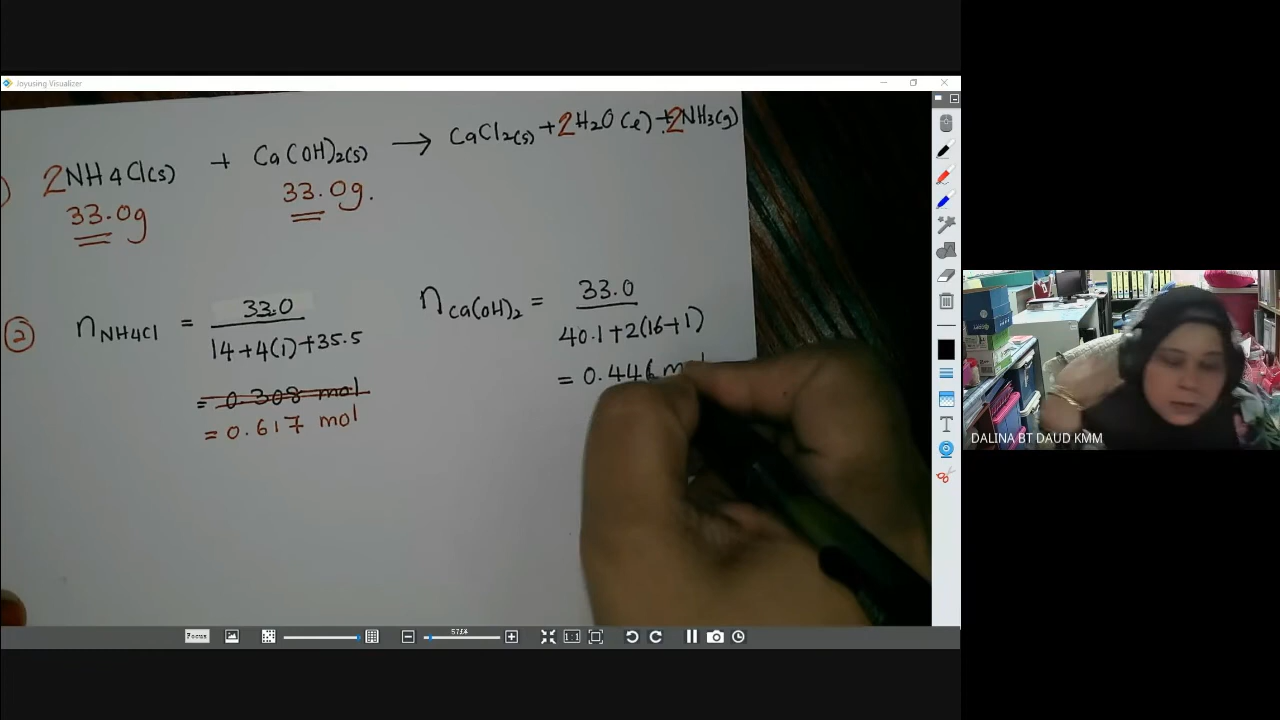 Joyusing Visualizer
2NH4Cl(s) + Ca(OH)2(s) → CaCl2(s) + 2H2O(l) + 2NH3(g)
33.0g 33.0g.
2 nNH4Cl = 33.0 / 14+4(1)+35.5
= 0.308 mol
= 0.617 mol
nCa(OH)2 = 33.0 / 40.1+2(16+1)
= 0.446
DALINA BT DAUD KMM
T
Focus
1:1